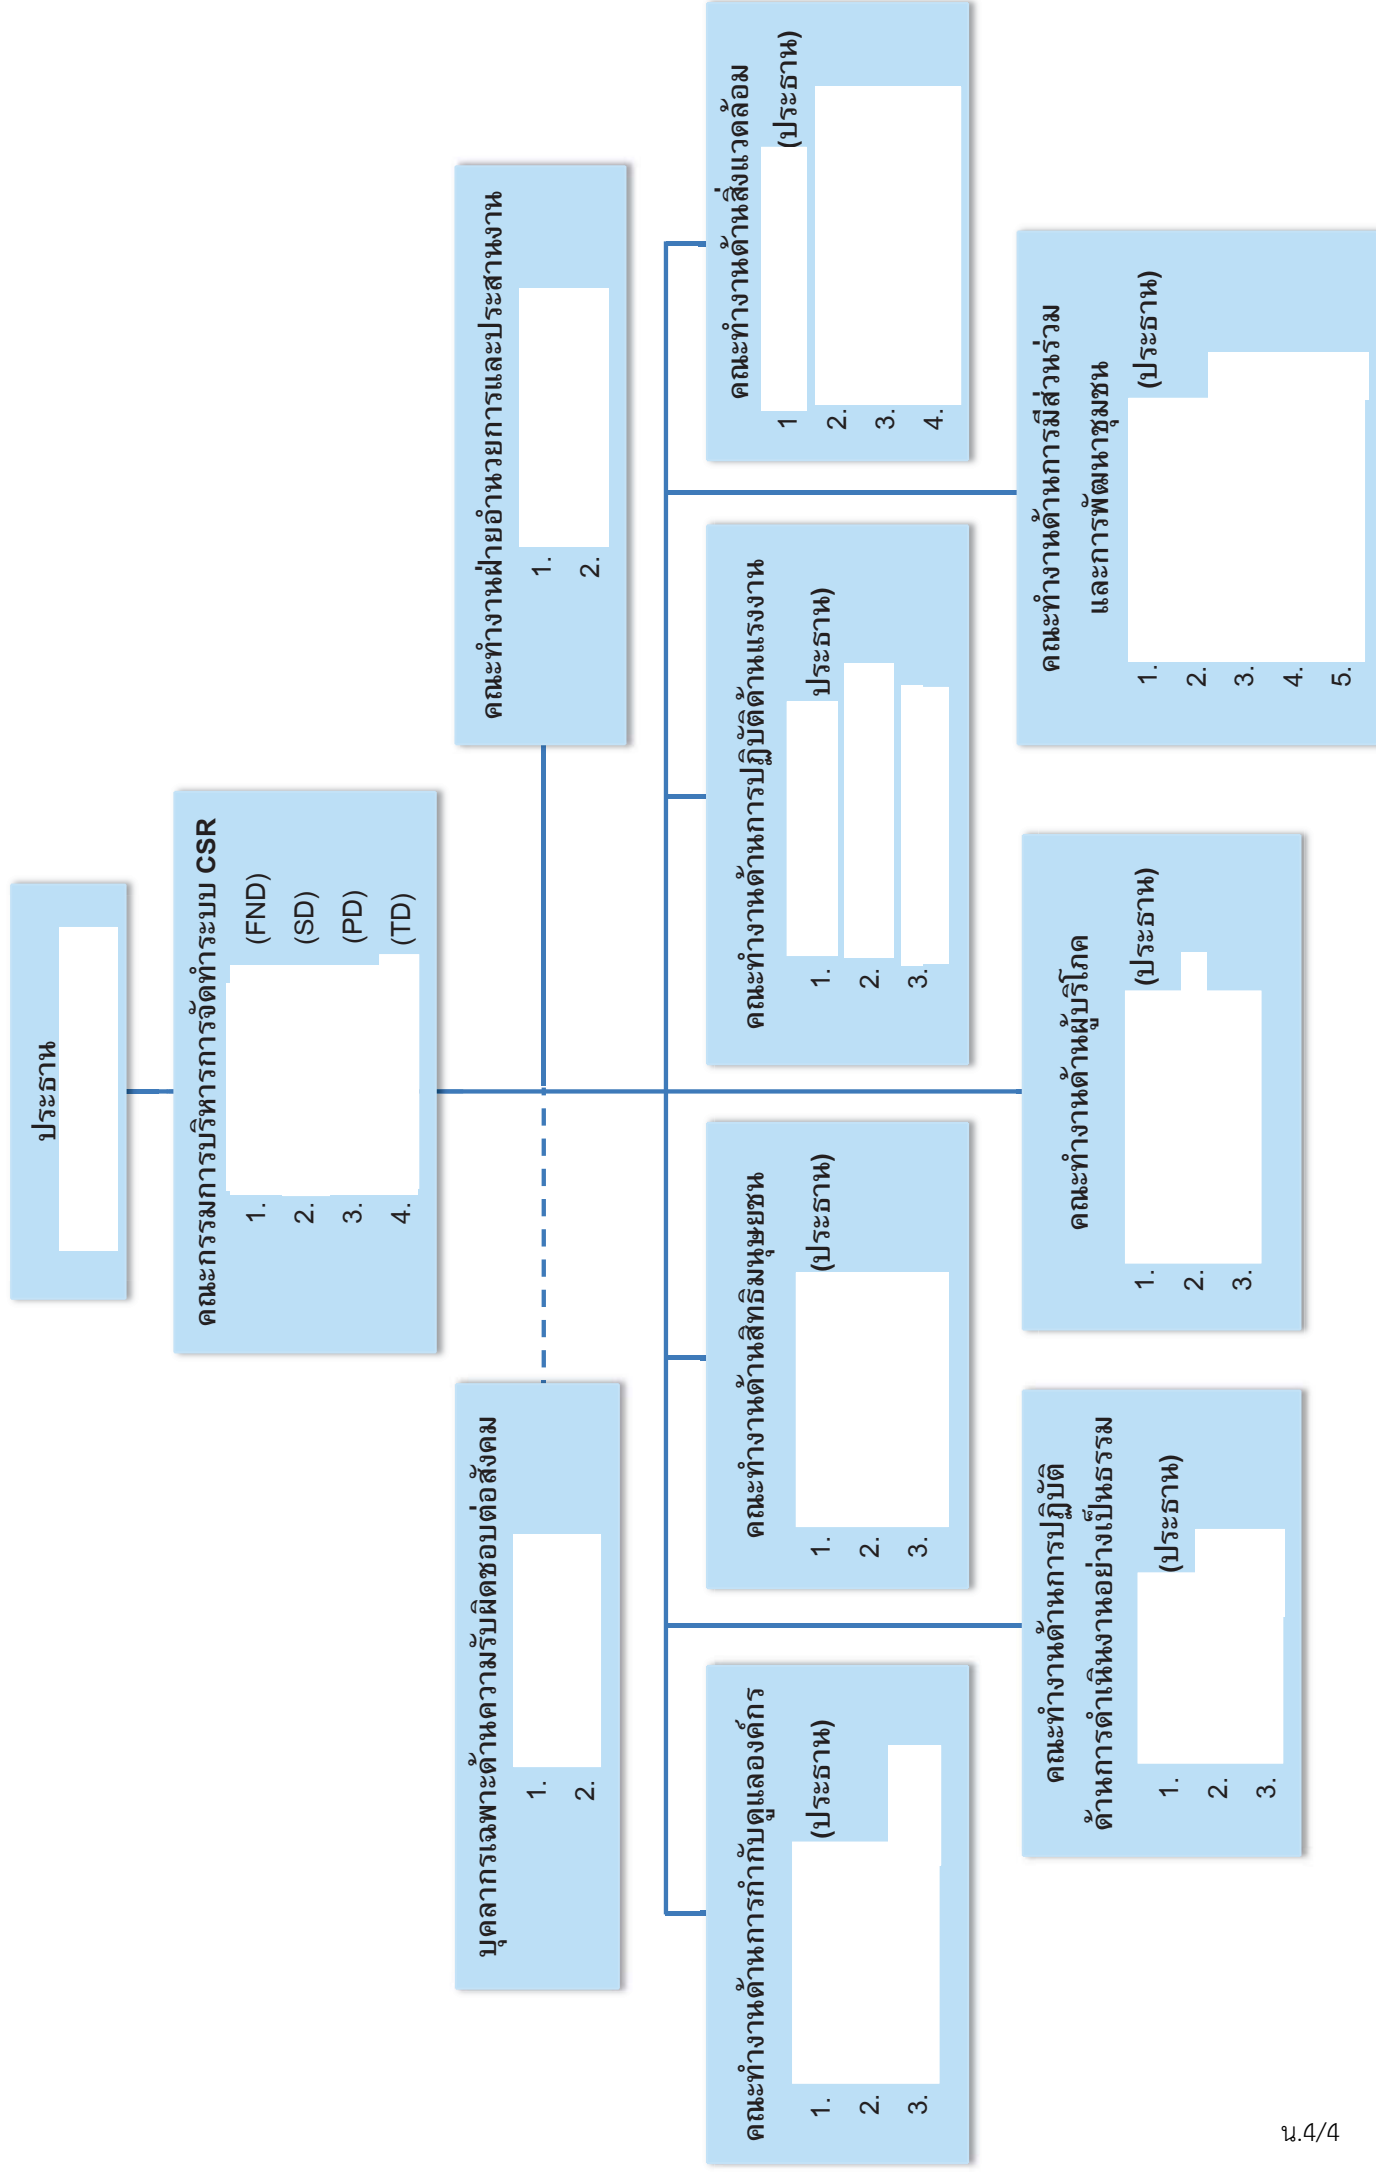 ประธาน
คณะกรรมการบริหารการจัดทำระบบ CSR
1. (FND)
2. (SD)
3. (PD)
4. (TD)
บุคลากรเฉพาะด้านความรับผิดชอบต่อสังคม
1.
2.
คณะทำงานฝ่ายอำนวยการและประสานงาน
1.
2.
คณะทำงานด้านการกำกับดูแลองค์กร
1. (ประธาน)
2.
3.
คณะทำงานด้านสิทธิมนุษยชน
1. (ประธาน)
2.
3.
คณะทำงานด้านการปฏิบัติด้านแรงงาน
1. ประธาน)
2.
3.
คณะทำงานด้านสิ่งแวดล้อม
1 (ประธาน)
2.
3.
4.
คณะทำงานด้านการปฏิบัติ
ด้านการดำเนินงานอย่างเป็นธรรม
1. (ประธาน)
2.
3.
คณะทำงานด้านผู้บริโภค
1. (ประธาน)
2.
3.
คณะทำงานด้านการมีส่วนร่วม
และการพัฒนาชุมชน
1. (ประธาน)
2.
3.
4.
5.
น.4/4